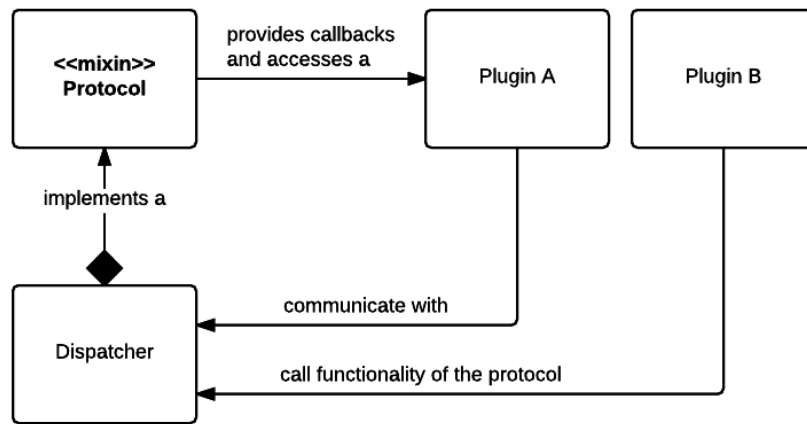 <<mixin>>
Protocol
provides callbacks
and accesses a
Plugin A
Plugin B
implements a
Dispatcher
communicate with
call functionality of the protocol